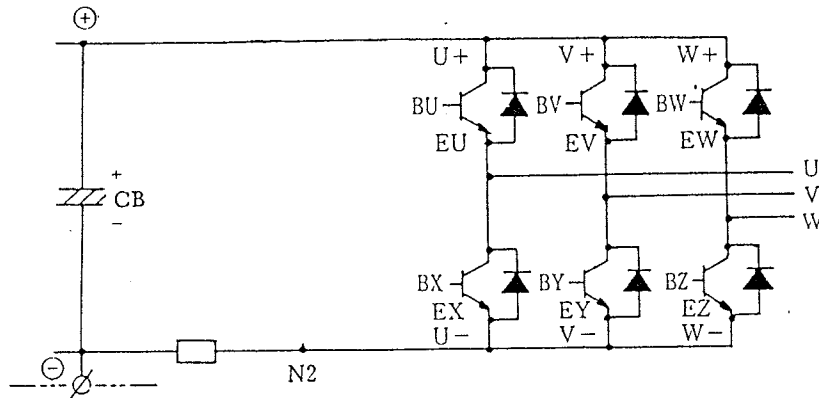 ⊕
U+ V+ W+
BU BV BW
EU EV EW
+
CB
−
U
V
W
BX BY BZ
EX EY EZ
U− V− W−
⊖
N2